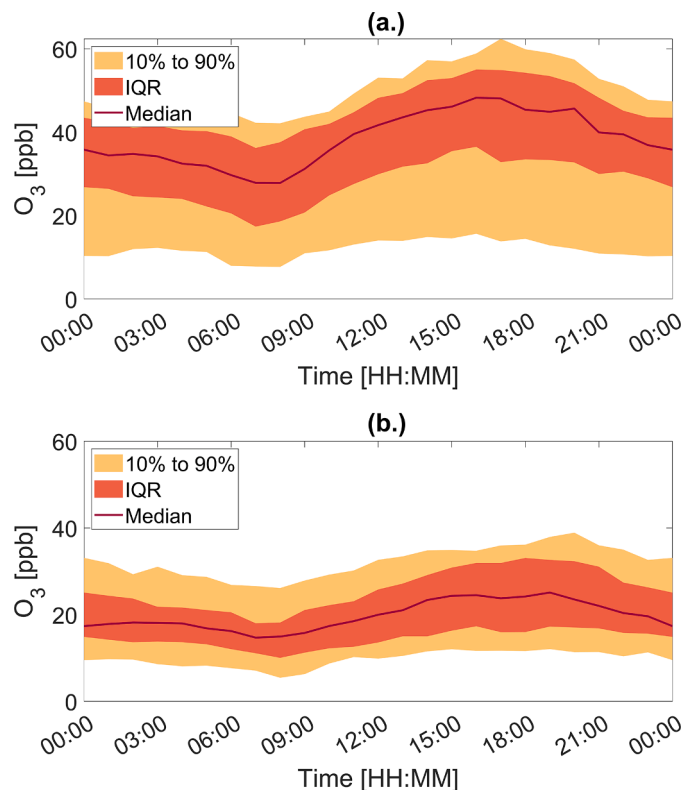 (a.)
60
40
20
0
O3 [ppb]
10% to 90%
IQR
Median
00:00
03:00
06:00
09:00
12:00
15:00
18:00
21:00
00:00
Time [HH:MM]
(b.)
60
40
20
0
O3 [ppb]
10% to 90%
IQR
Median
00:00
03:00
06:00
09:00
12:00
15:00
18:00
21:00
00:00
Time [HH:MM]